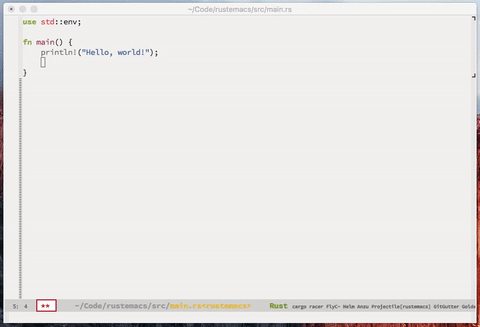 ~/Code/rustemacs/src/main.rs
use std::env;
fn main() {
println!("Hello, world!");
}
5: 4 ** ~/Code/rustemacs/src/main.rs<rustemacs> Rust cargo racer FlyC- Helm Anzu Projectile[rustemacs] GitGutter Golde